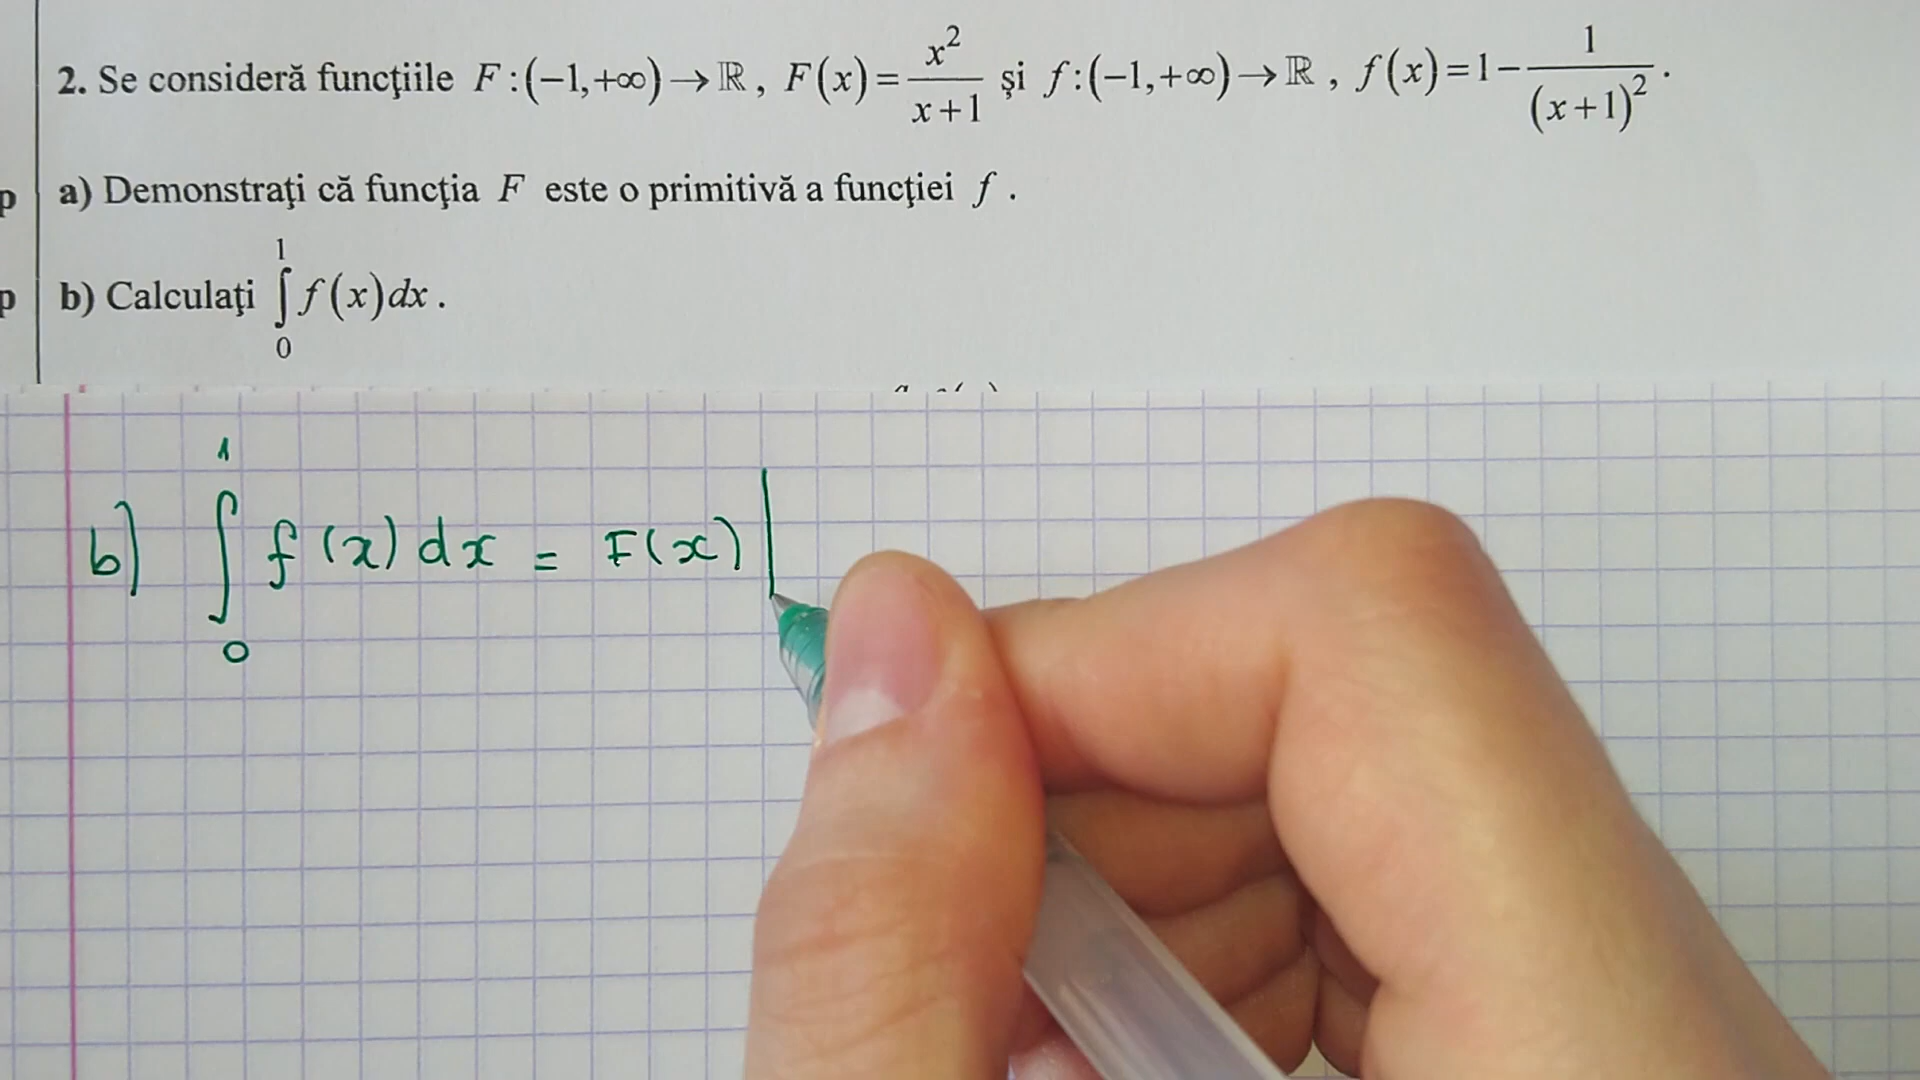 2. Se consideră funcţiile F:(−1,+∞)→ℝ, F(x)=x²/(x+1) şi f:(−1,+∞)→ℝ, f(x)=1−1/(x+1)².
p a) Demonstraţi că funcţia F este o primitivă a funcţiei f.
p b) Calculaţi ∫₀¹ f(x)dx.
b) ∫₀¹ f(x) dx = F(x) |